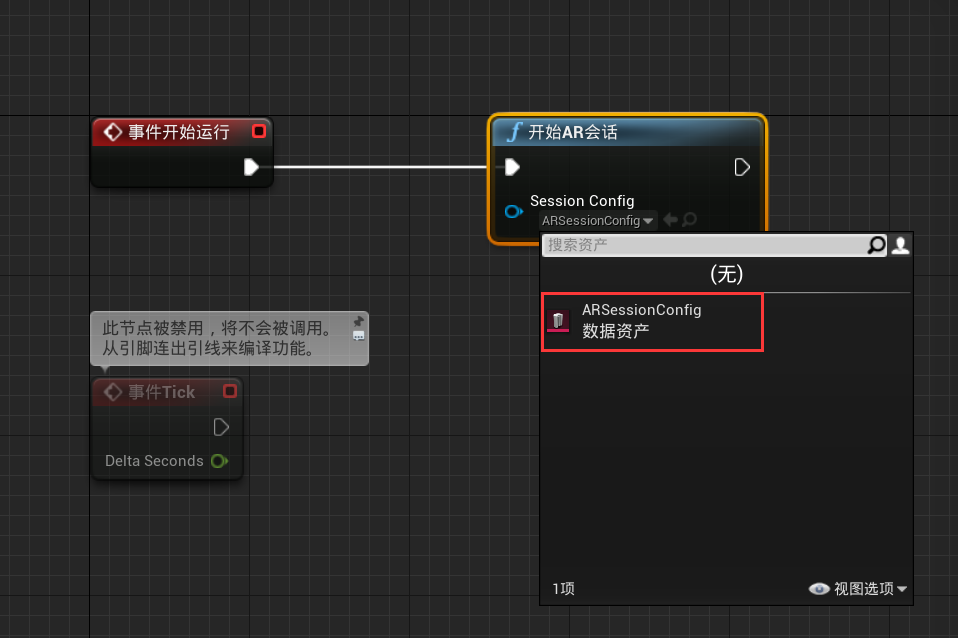 事件开始运行
开始AR会话
Session Config
ARSessionConfig
搜索资产
(无)
ARSessionConfig
数据资产
此节点被禁用，将不会被调用。
从引脚连出引线来编译功能。
事件Tick
Delta Seconds
1项
视图选项